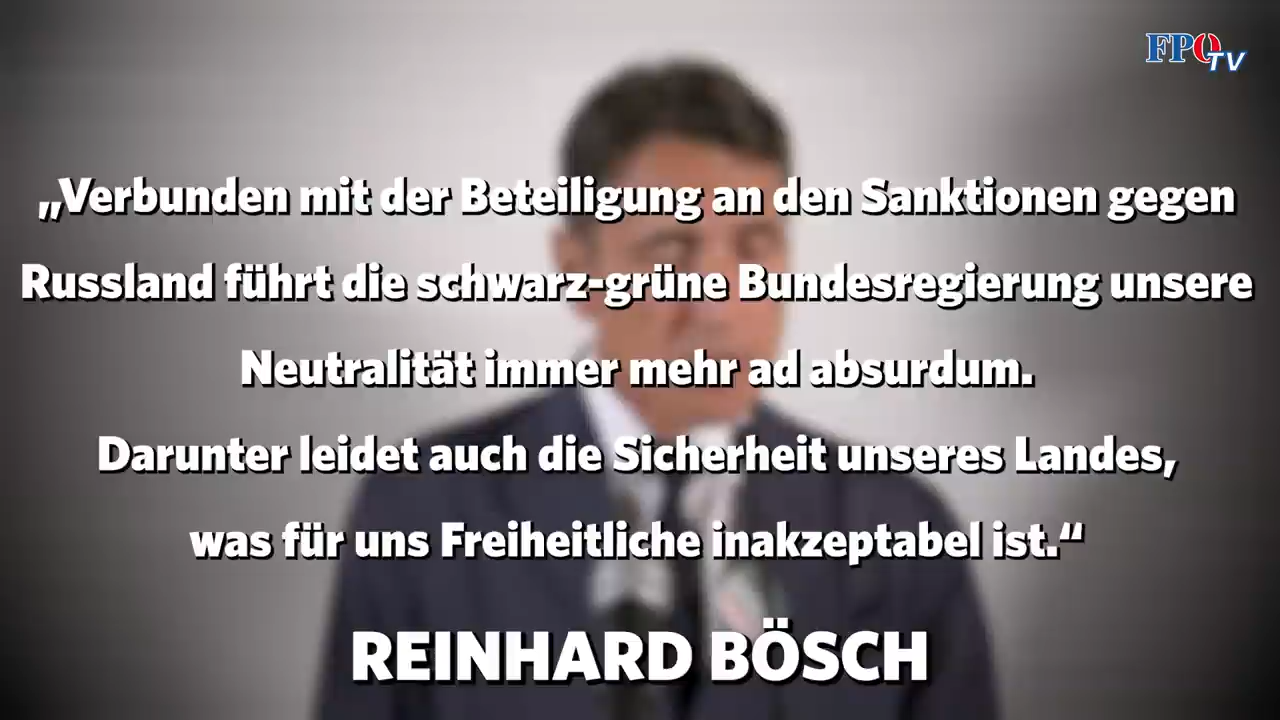 FPÖ TV
„Verbunden mit der Beteiligung an den Sanktionen gegen
Russland führt die schwarz-grüne Bundesregierung unsere
Neutralität immer mehr ad absurdum.
Darunter leidet auch die Sicherheit unseres Landes,
was für uns Freiheitliche inakzeptabel ist.“
REINHARD BÖSCH